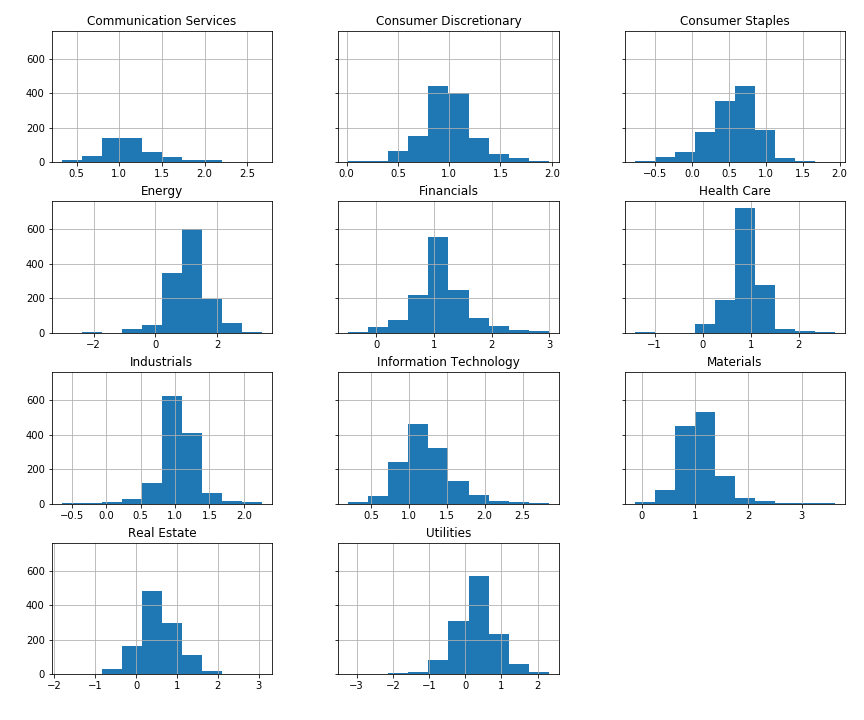 Communication Services Consumer Discretionary Consumer Staples
600
400
200
0
0.5 1.0 1.5 2.0 2.5 0.0 0.5 1.0 1.5 2.0 −0.5 0.0 0.5 1.0 1.5 2.0
Energy Financials Health Care
600
400
200
0
−2 0 2 0 1 2 3 −1 0 1 2
Industrials Information Technology Materials
600
400
200
0
−0.5 0.0 0.5 1.0 1.5 2.0 0.5 1.0 1.5 2.0 2.5 0 1 2 3
Real Estate Utilities
600
400
200
0
−2 −1 0 1 2 3 −3 −2 −1 0 1 2